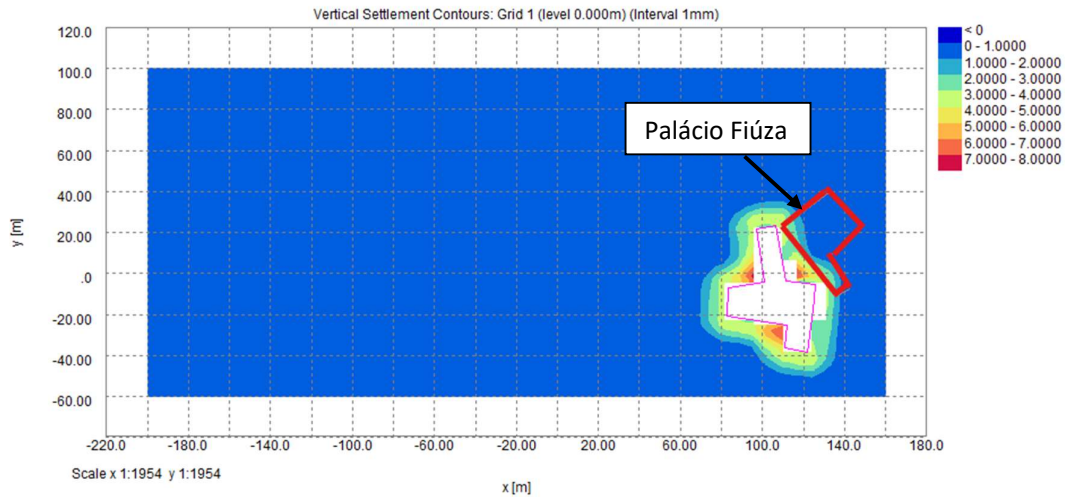 Vertical Settlement Contours: Grid 1 (level 0.000m) (Interval 1mm)
120.0
100.0
80.00
60.00
40.00
20.00
.0
-20.00
-40.00
-60.00
y [m]
Palácio Fiúza
< 0
0 - 1.0000
1.0000 - 2.0000
2.0000 - 3.0000
3.0000 - 4.0000
4.0000 - 5.0000
5.0000 - 6.0000
6.0000 - 7.0000
7.0000 - 8.0000
-220.0 -180.0 -140.0 -100.0 -60.00 -20.00 20.00 60.00 100.0 140.0 180.0
Scale x 1:1954 y 1:1954
x [m]